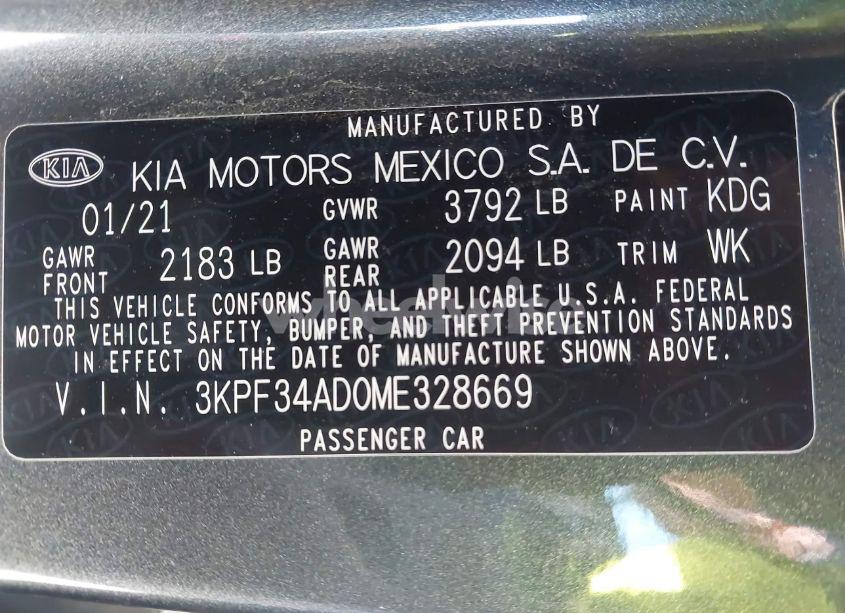 MANUFACTURED BY
KIA KIA MOTORS MEXICO S.A. DE C.V.
01/21 GVWR 3792 LB PAINT KDG
GAWR FRONT 2183 LB GAWR REAR 2094 LB TRIM WK
THIS VEHICLE CONFORMS TO ALL APPLICABLE U.S.A. FEDERAL
MOTOR VEHICLE SAFETY, BUMPER, AND THEFT PREVENTION STANDARDS
IN EFFECT ON THE DATE OF MANUFACTURE SHOWN ABOVE.
V.I.N. 3KPF34AD0ME328669
PASSENGER CAR